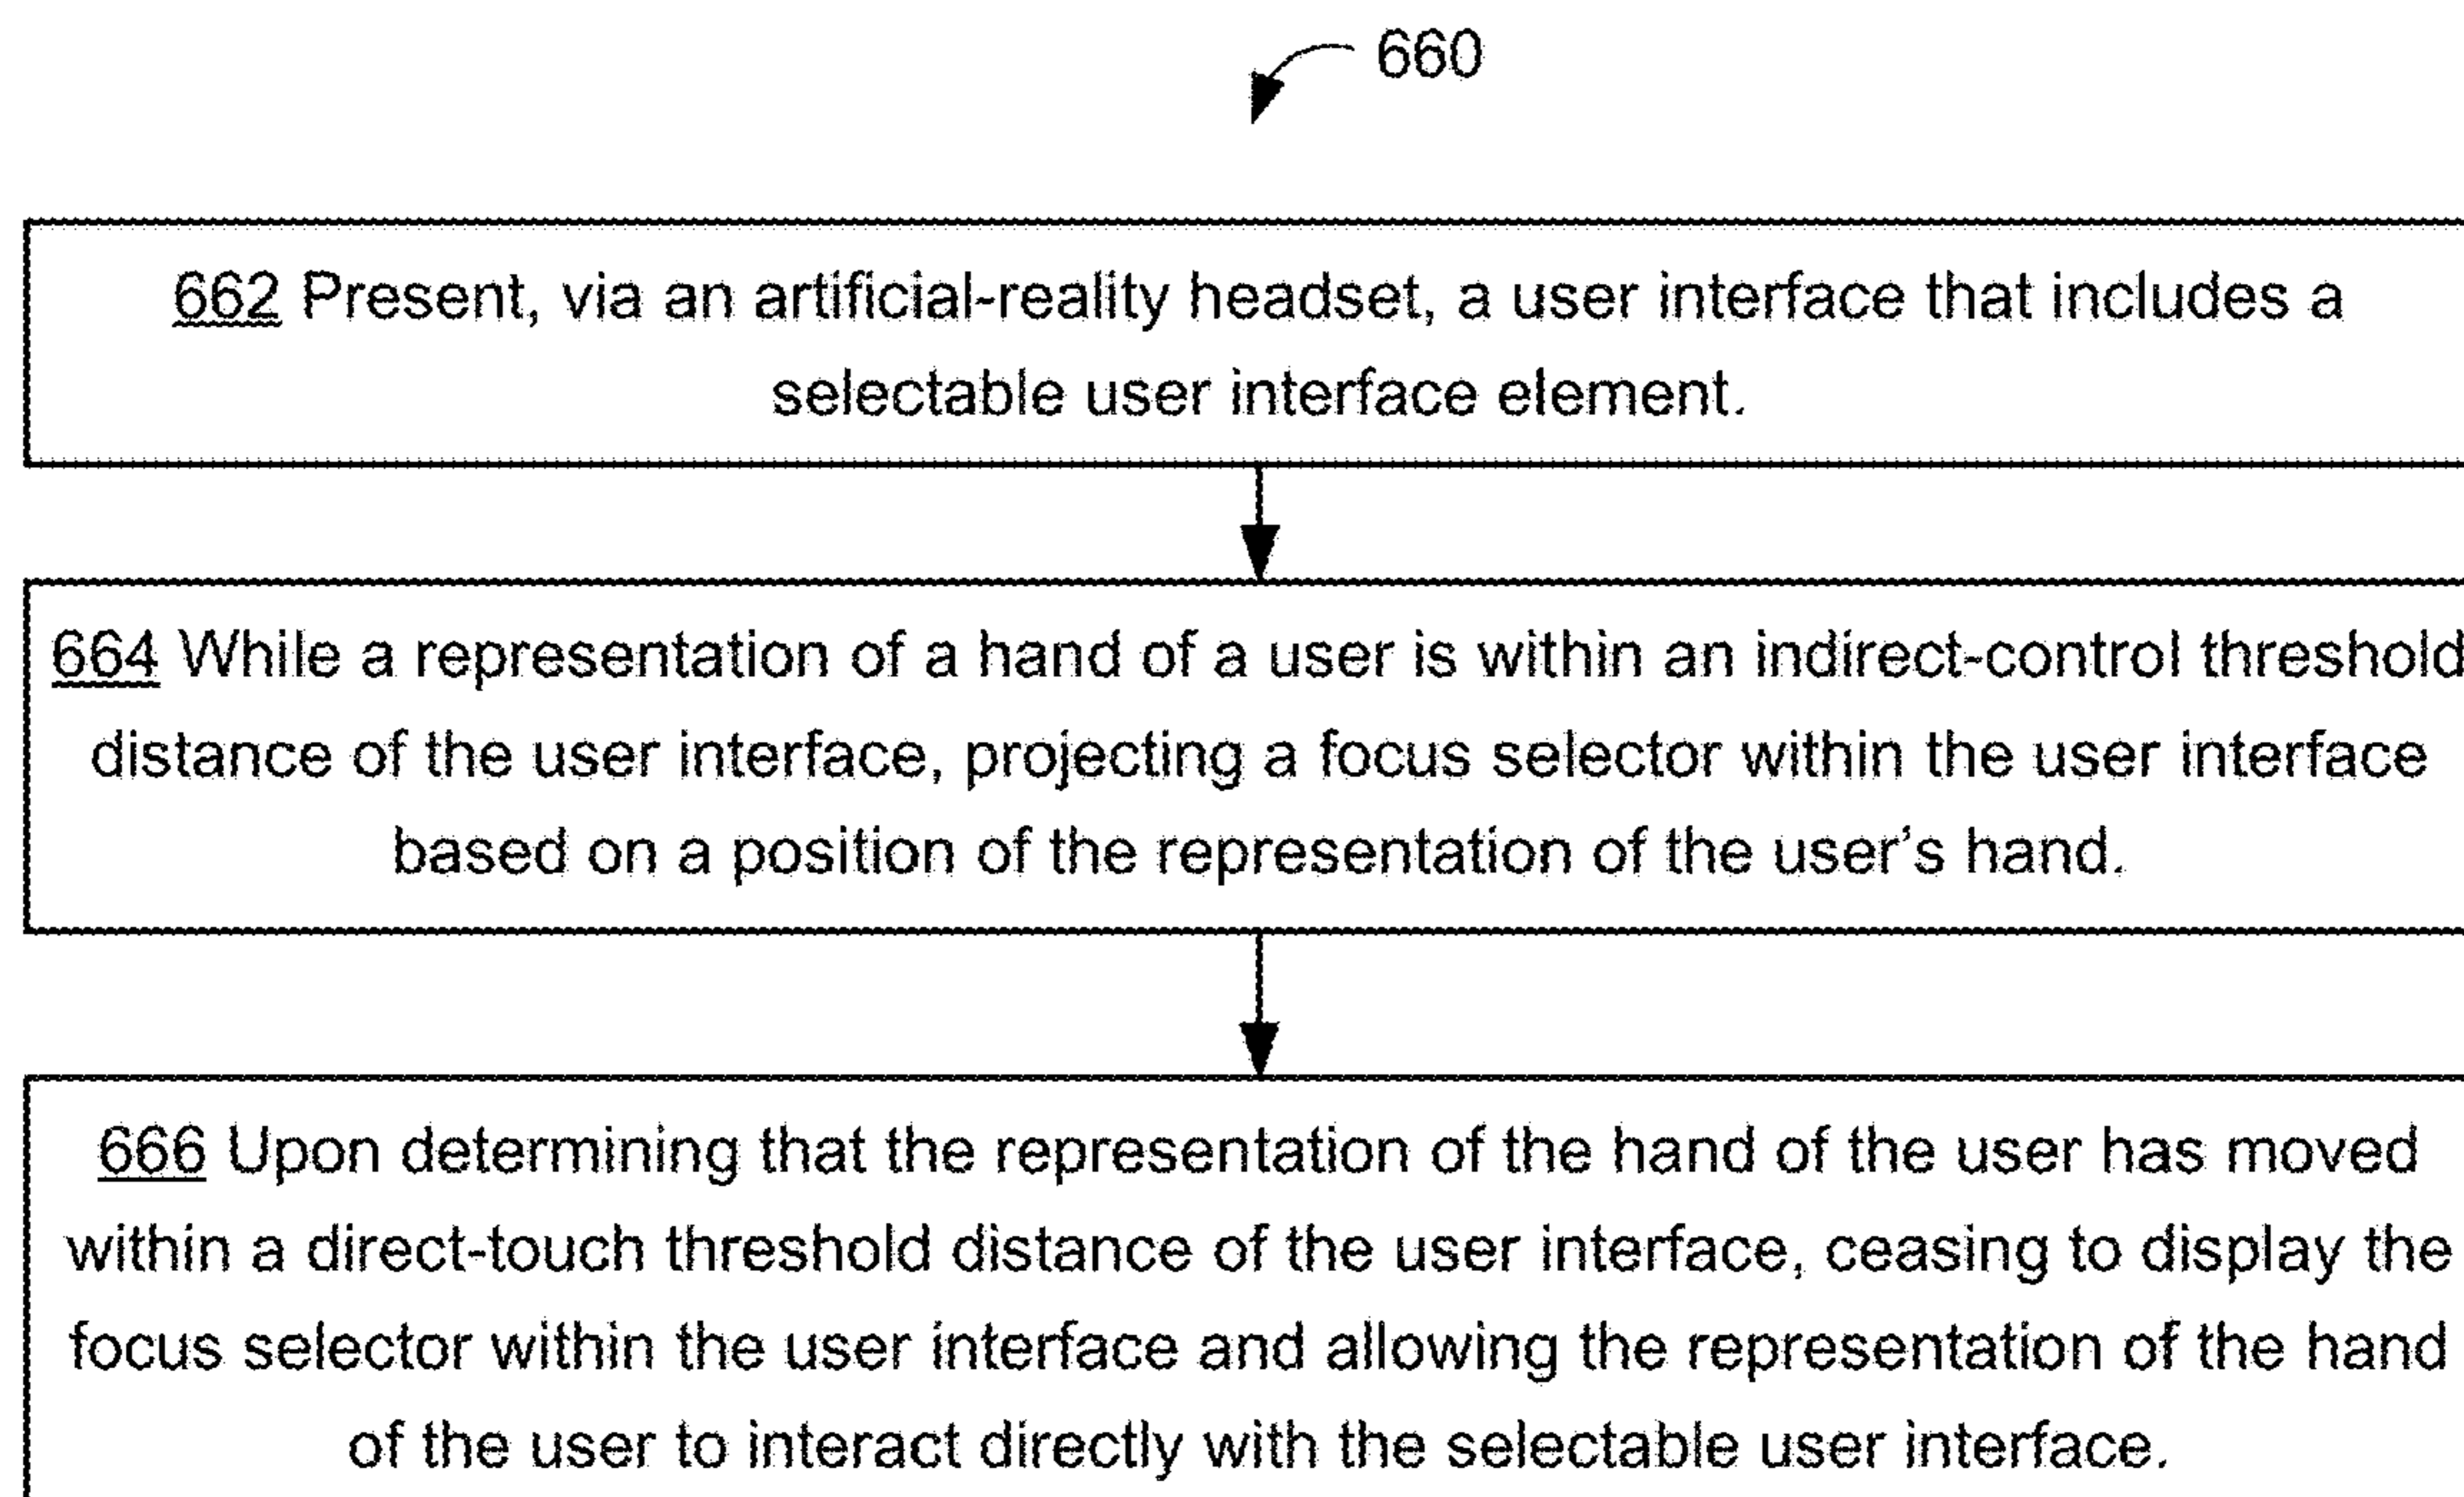 660
662 Present, via an artificial-reality headset, a user interface that includes a
selectable user interface element.
664 While a representation of a hand of a user is within an indirect-control threshold
distance of the user interface, projecting a focus selector within the user interface
based on a position of the representation of the user’s hand.
666 Upon determining that the representation of the hand of the user has moved
within a direct-touch threshold distance of the user interface, ceasing to display the
focus selector within the user interface and allowing the representation of the hand
of the user to interact directly with the selectable user interface.